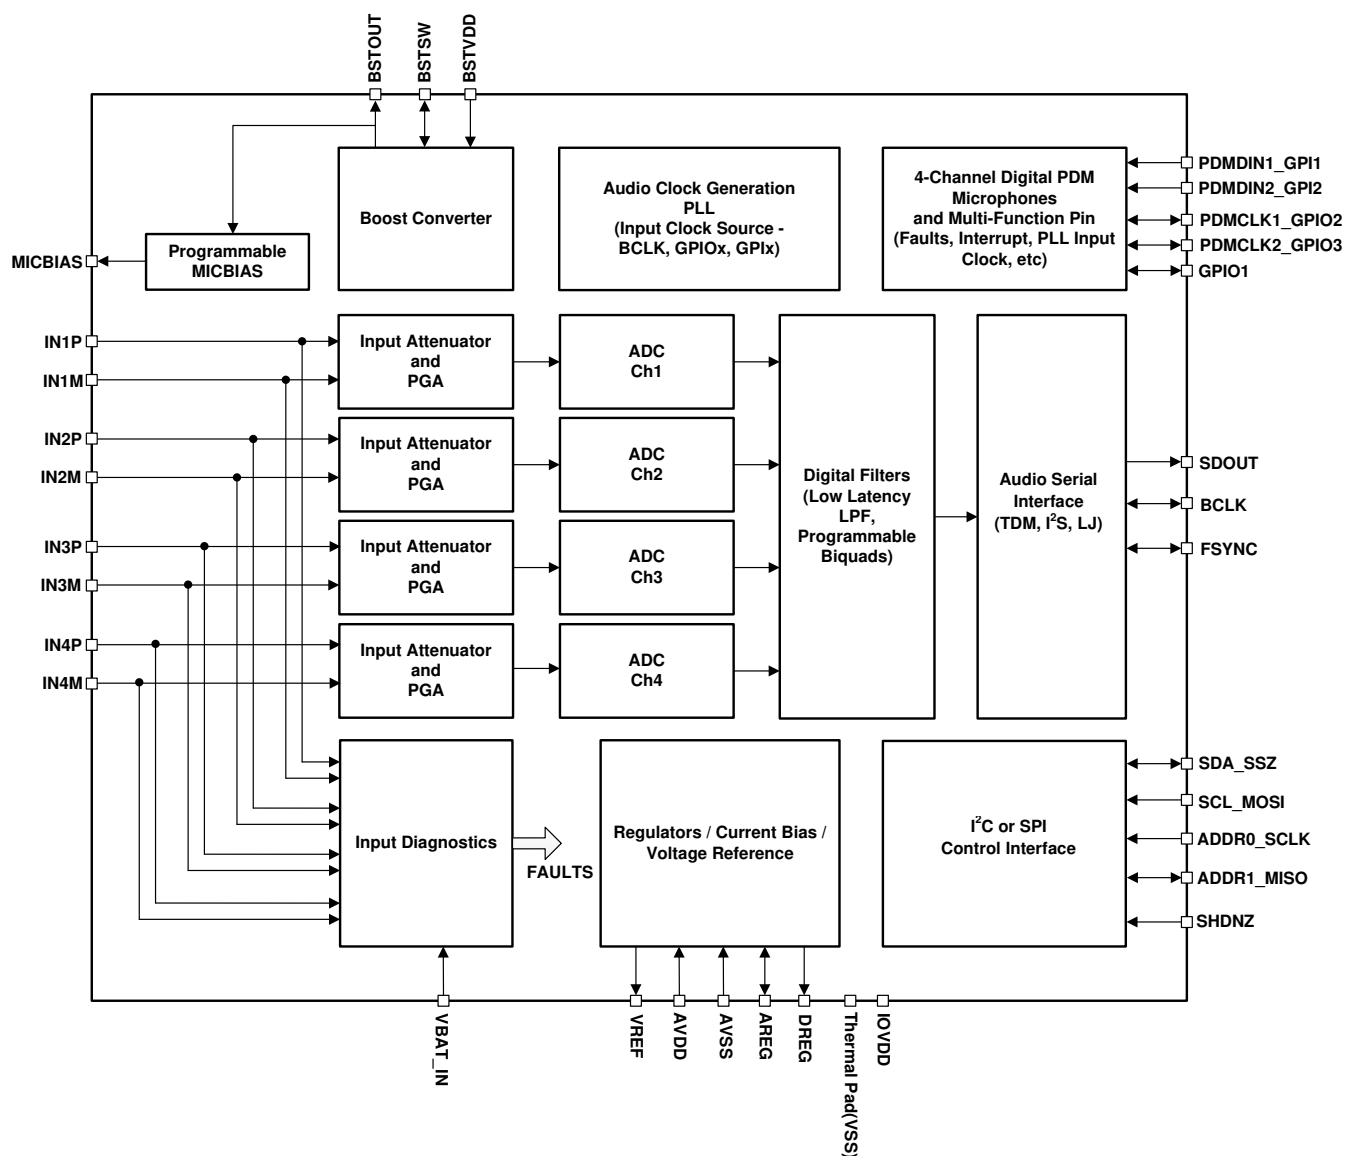 BSTOUT
BSTSW
BSTVDD
Boost Converter
Audio Clock Generation
PLL
(Input Clock Source -
BCLK, GPIOx, GPIx)
4-Channel Digital PDM
Microphones
and Multi-Function Pin
(Faults, Interrupt, PLL Input
Clock, etc)
PDMDIN1_GPI1
PDMDIN2_GPI2
PDMCLK1_GPIO2
PDMCLK2_GPIO3
GPIO1
Programmable
MICBIAS
MICBIAS
IN1P
IN1M
IN2P
IN2M
IN3P
IN3M
IN4P
IN4M
Input Attenuator
and
PGA
ADC
Ch1
Input Attenuator
and
PGA
ADC
Ch2
Input Attenuator
and
PGA
ADC
Ch3
Input Attenuator
and
PGA
ADC
Ch4
Digital Filters
(Low Latency
LPF,
Programmable
Biquads)
Audio Serial
Interface
(TDM, I²S, LJ)
SDOUT
BCLK
FSYNC
Input Diagnostics
FAULTS
Regulators / Current Bias /
Voltage Reference
I²C or SPI
Control Interface
SDA_SSZ
SCL_MOSI
ADDR0_SCLK
ADDR1_MISO
SHDNZ
VBAT_IN
VREF
AVDD
AVSS
AREG
DREG
Thermal Pad(VSS)
IOVDD